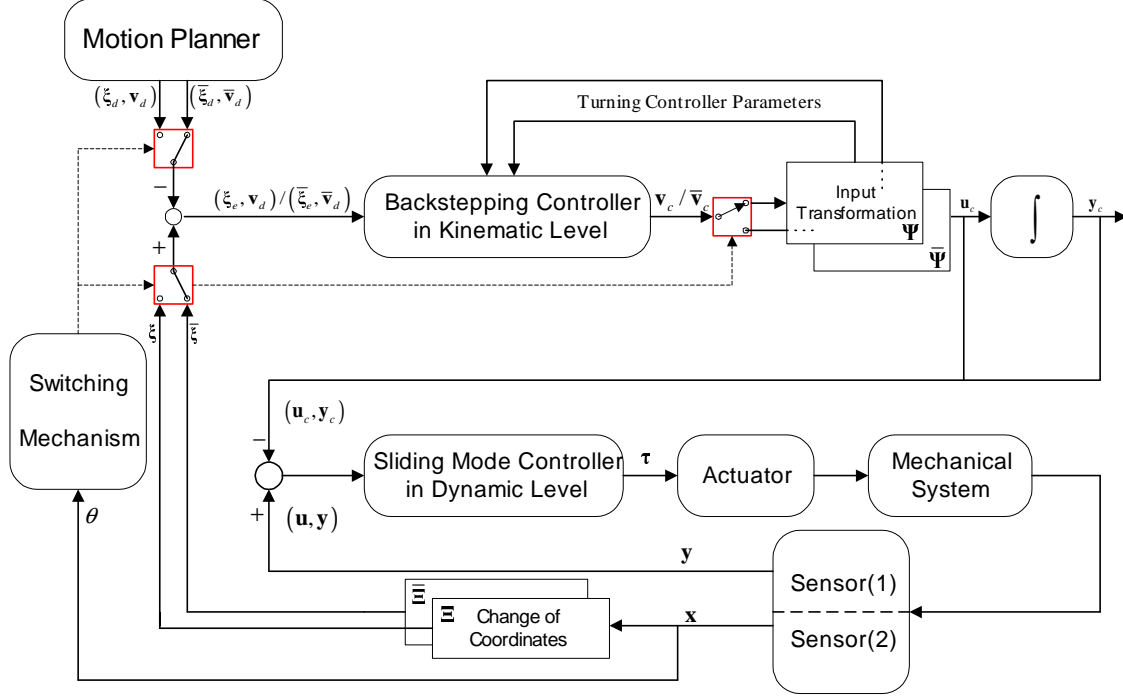 Motion Planner
(ξ_d, v_d)
(ξ̅_d, v̅_d)
Turning Controller Parameters
−
(ξ_e, v_d)/(ξ̅_e, v̅_d)
Backstepping Controller
in Kinematic Level
v_c / v̅_c
Input
Transformation
Ψ
Ψ̅
u_c
∫
y_c
+
ξ
ξ̅
Switching
Mechanism
θ
(u_c, y_c)
−
Sliding Mode Controller
in Dynamic Level
τ
Actuator
Mechanical
System
+
(u, y)
y
Sensor(1)
Sensor(2)
x
Ξ̅
Ξ
Change of
Coordinates